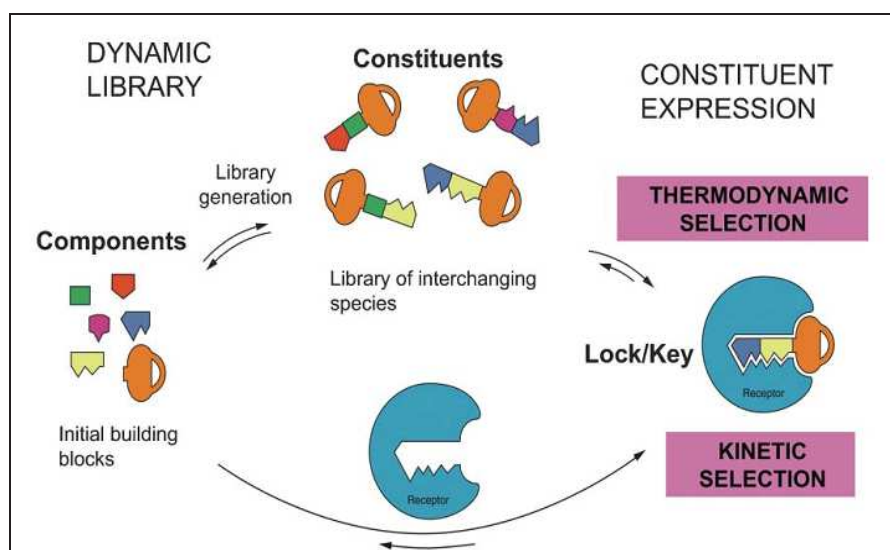 DYNAMIC
LIBRARY
Constituents
CONSTITUENT
EXPRESSION
Library
generation
THERMODYNAMIC
SELECTION
Components
Library of interchanging
species
Lock/Key
Receptor
Initial building
blocks
Receptor
KINETIC
SELECTION